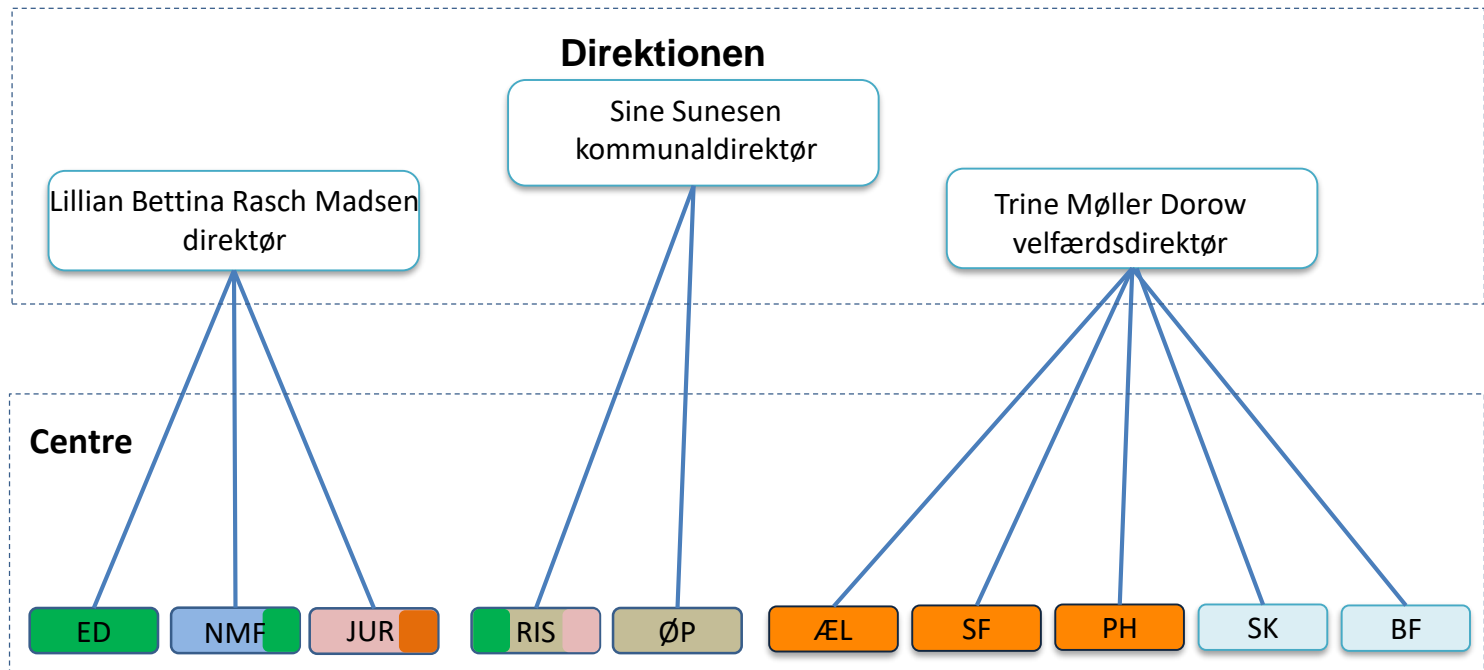 Direktionen
Sine Sunesen
kommunaldirektør
Lillian Bettina Rasch Madsen
direktør
Trine Møller Dorow
velfærdsdirektør
Centre
ED
NMF
JUR
RIS
ØP
ÆL
SF
PH
SK
BF